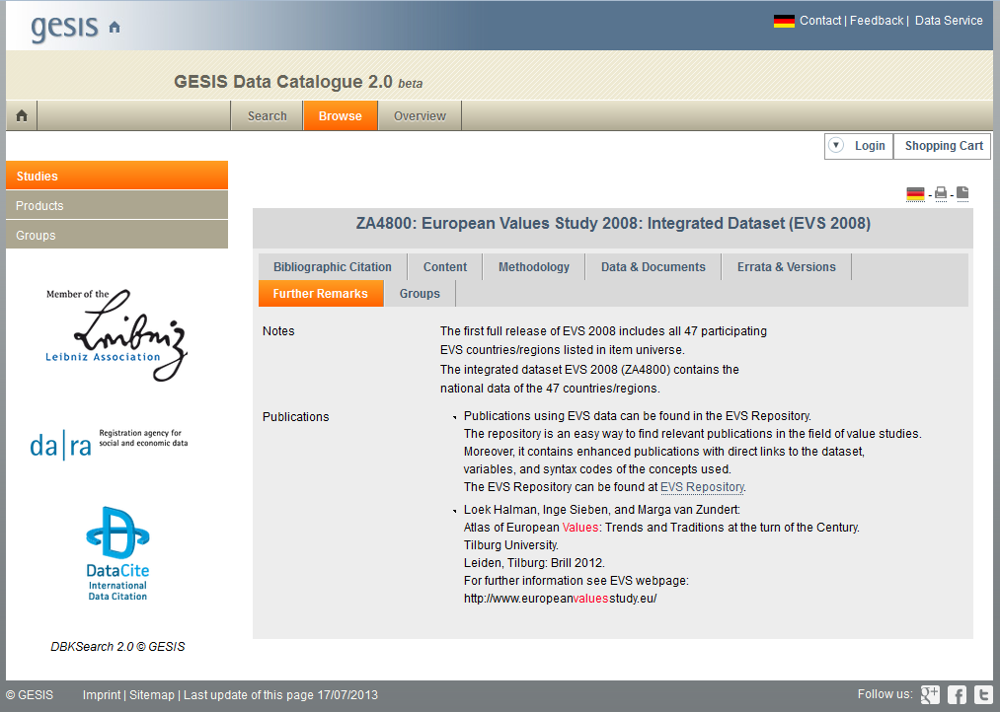 gesis
Contact | Feedback | Data Service
GESIS Data Catalogue 2.0 beta
Search Browse Overview
Login Shopping Cart
Studies
Products
Groups
- -
ZA4800: European Values Study 2008: Integrated Dataset (EVS 2008)
Bibliographic Citation Content Methodology Data & Documents Errata & Versions
Further Remarks Groups
Notes
The first full release of EVS 2008 includes all 47 participating
EVS countries/regions listed in item universe.
The integrated dataset EVS 2008 (ZA4800) contains the
national data of the 47 countries/regions.
Publications
Publications using EVS data can be found in the EVS Repository.
The repository is an easy way to find relevant publications in the field of value studies.
Moreover, it contains enhanced publications with direct links to the dataset,
variables, and syntax codes of the concepts used.
The EVS Repository can be found at EVS Repository.
Loek Halman, Inge Sieben, and Marga van Zundert:
Atlas of European Values: Trends and Traditions at the turn of the Century.
Tilburg University.
Leiden, Tilburg: Brill 2012.
For further information see EVS webpage:
http://www.europeanvaluesstudy.eu/
Member of the
Leibniz
Leibniz Association
da|ra Registration agency for
social and economic data
D
DataCite
International
Data Citation
DBKSearch 2.0 © GESIS
© GESIS Imprint | Sitemap | Last update of this page 17/07/2013 Follow us: g+ f t